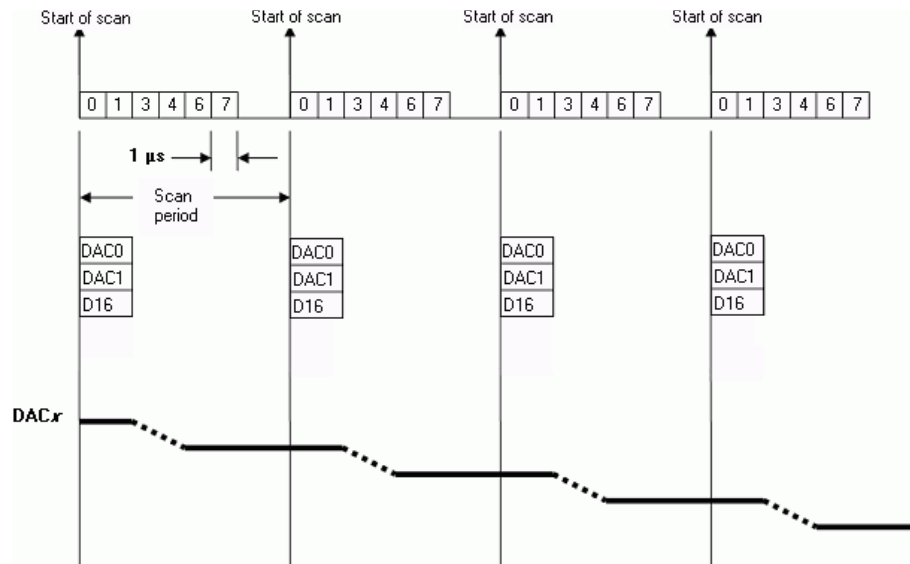 Start of scan Start of scan Start of scan Start of scan
0 1 3 4 6 7 0 1 3 4 6 7 0 1 3 4 6 7 0 1 3 4 6 7
1 µs
Scan
period
DAC0 DAC0 DAC0 DAC0
DAC1 DAC1 DAC1 DAC1
D16 D16 D16 D16
DACx